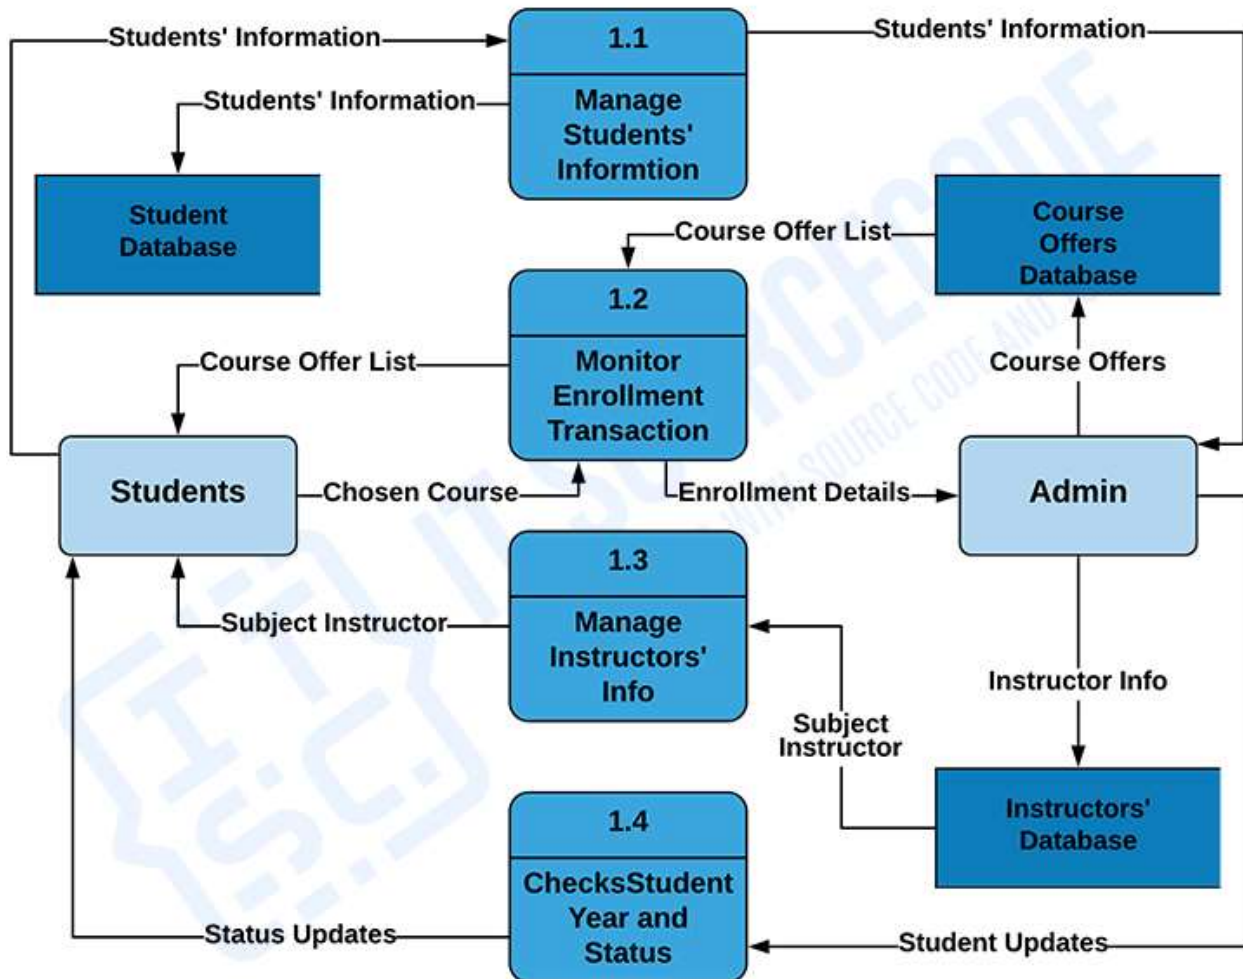 Students' Information
1.1
Students' Information
Students' Information
Manage
Students'
Informtion
Student
Database
Course
Offers
Database
Course Offer List
1.2
Course Offer List
Monitor
Enrollment
Transaction
Course Offers
Students
Chosen Course
Enrollment Details
Admin
1.3
Subject Instructor
Manage
Instructors'
Info
Instructor Info
Subject
Instructor
1.4
Instructors'
Database
ChecksStudent
Year and
Status
Status Updates
Student Updates